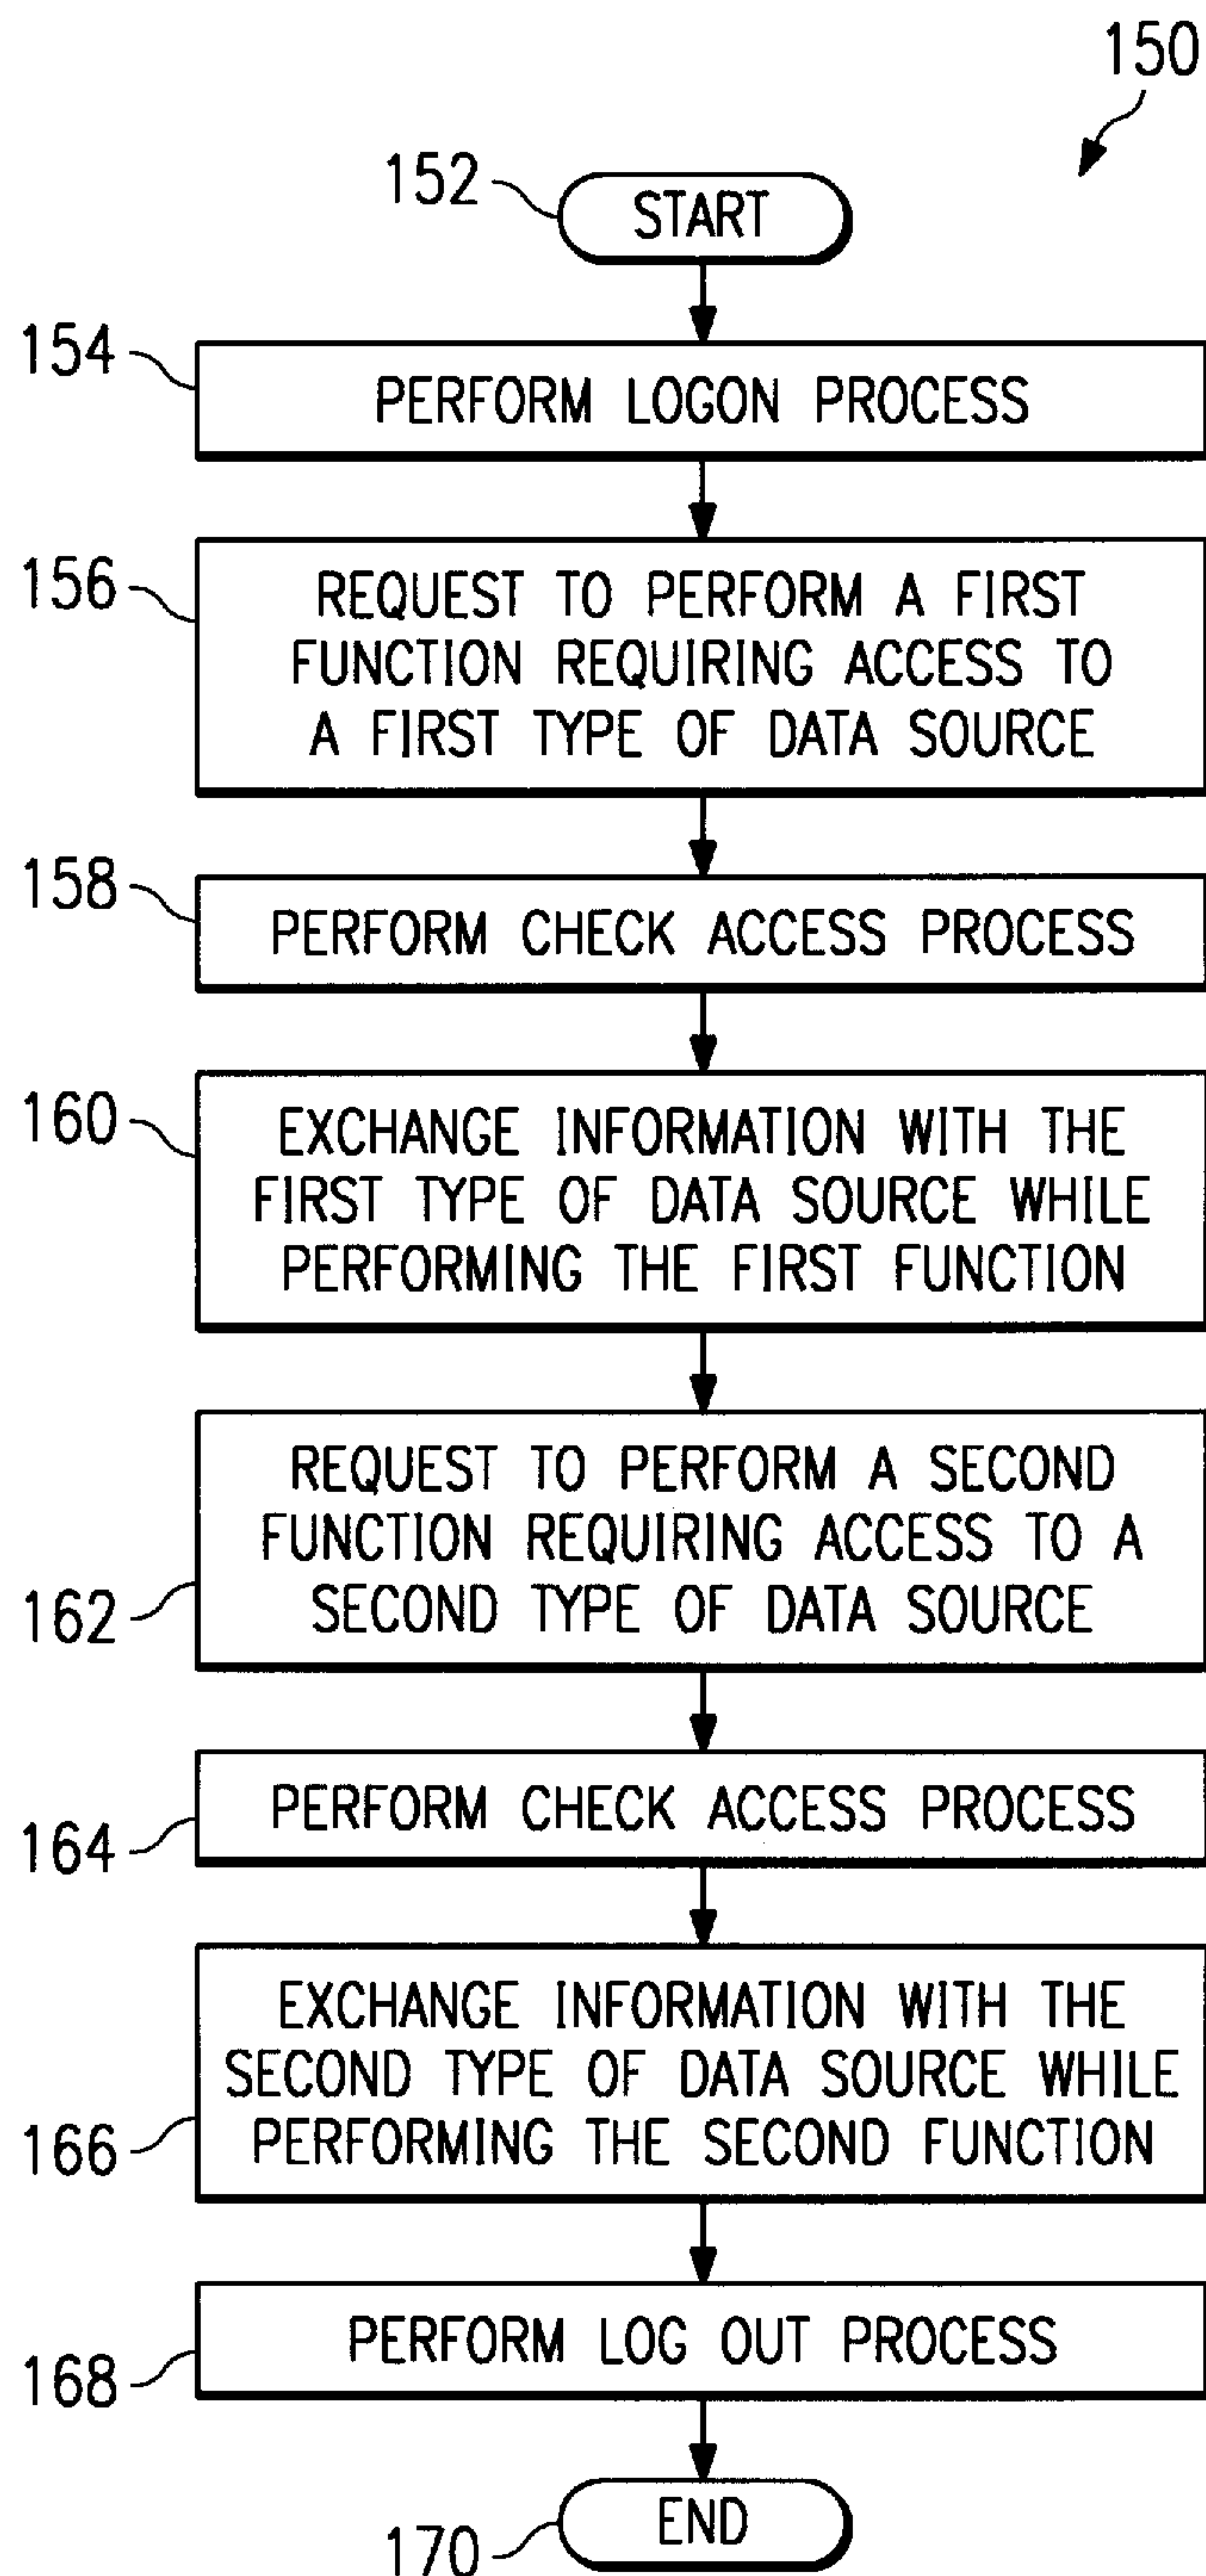 150
152
START
154
PERFORM LOGON PROCESS
156
REQUEST TO PERFORM A FIRST
FUNCTION REQUIRING ACCESS TO
A FIRST TYPE OF DATA SOURCE
158
PERFORM CHECK ACCESS PROCESS
160
EXCHANGE INFORMATION WITH THE
FIRST TYPE OF DATA SOURCE WHILE
PERFORMING THE FIRST FUNCTION
REQUEST TO PERFORM A SECOND
FUNCTION REQUIRING ACCESS TO A
SECOND TYPE OF DATA SOURCE
162
PERFORM CHECK ACCESS PROCESS
164
EXCHANGE INFORMATION WITH THE
SECOND TYPE OF DATA SOURCE WHILE
PERFORMING THE SECOND FUNCTION
166
PERFORM LOG OUT PROCESS
168
END
170